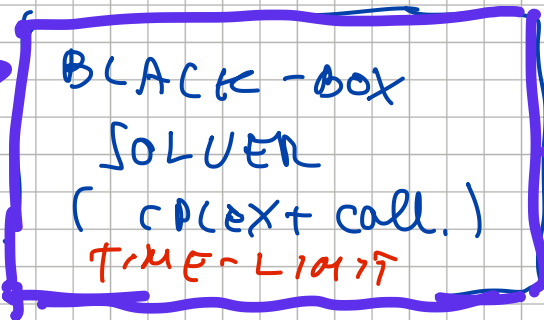 BLACK-BOX
SOLVER
( CPLEX + call. )
TIME-LIMIT